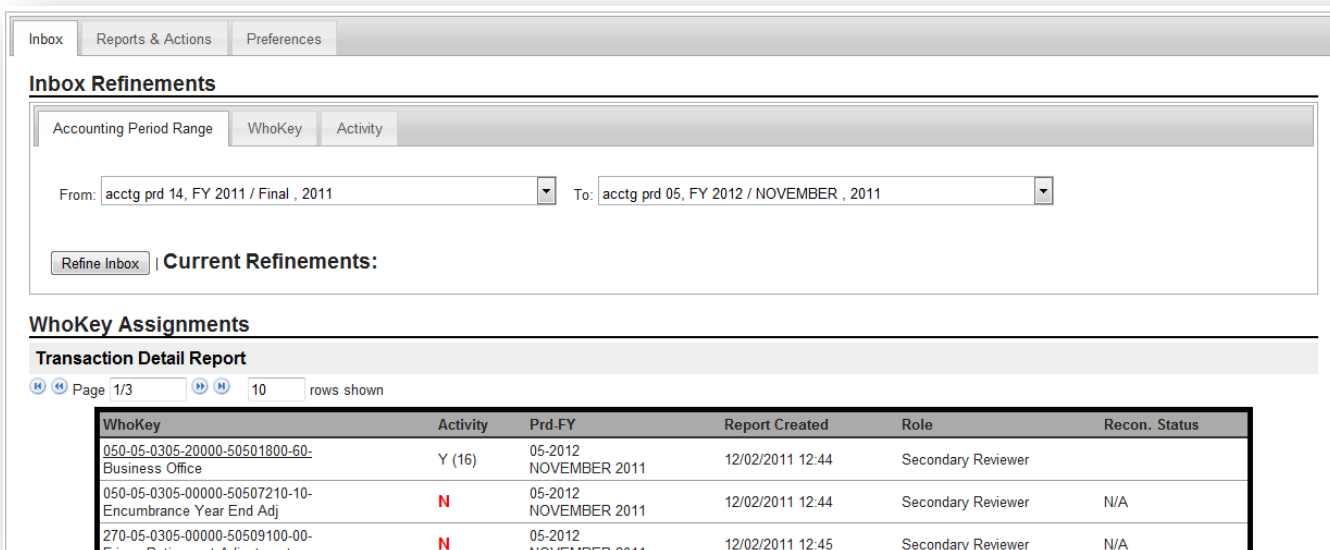 Inbox Reports & Actions Preferences
Inbox Refinements
Accounting Period Range WhoKey Activity
From: acctg prd 14, FY 2011 / Final , 2011 To: acctg prd 05, FY 2012 / NOVEMBER , 2011
Refine Inbox | Current Refinements:
WhoKey Assignments
Transaction Detail Report
Page 1/3 10 rows shown
WhoKey Activity Prd-FY Report Created Role Recon. Status
050-05-0305-20000-50501800-60- Y (16) 05-2012 12/02/2011 12:44 Secondary Reviewer
Business Office NOVEMBER 2011
050-05-0305-00000-50507210-10- N 05-2012 12/02/2011 12:44 Secondary Reviewer N/A
Encumbrance Year End Adj NOVEMBER 2011
270-05-0305-00000-50509100-00- N 05-2012 12/02/2011 12:45 Secondary Reviewer N/A
NOVEMBER 2011